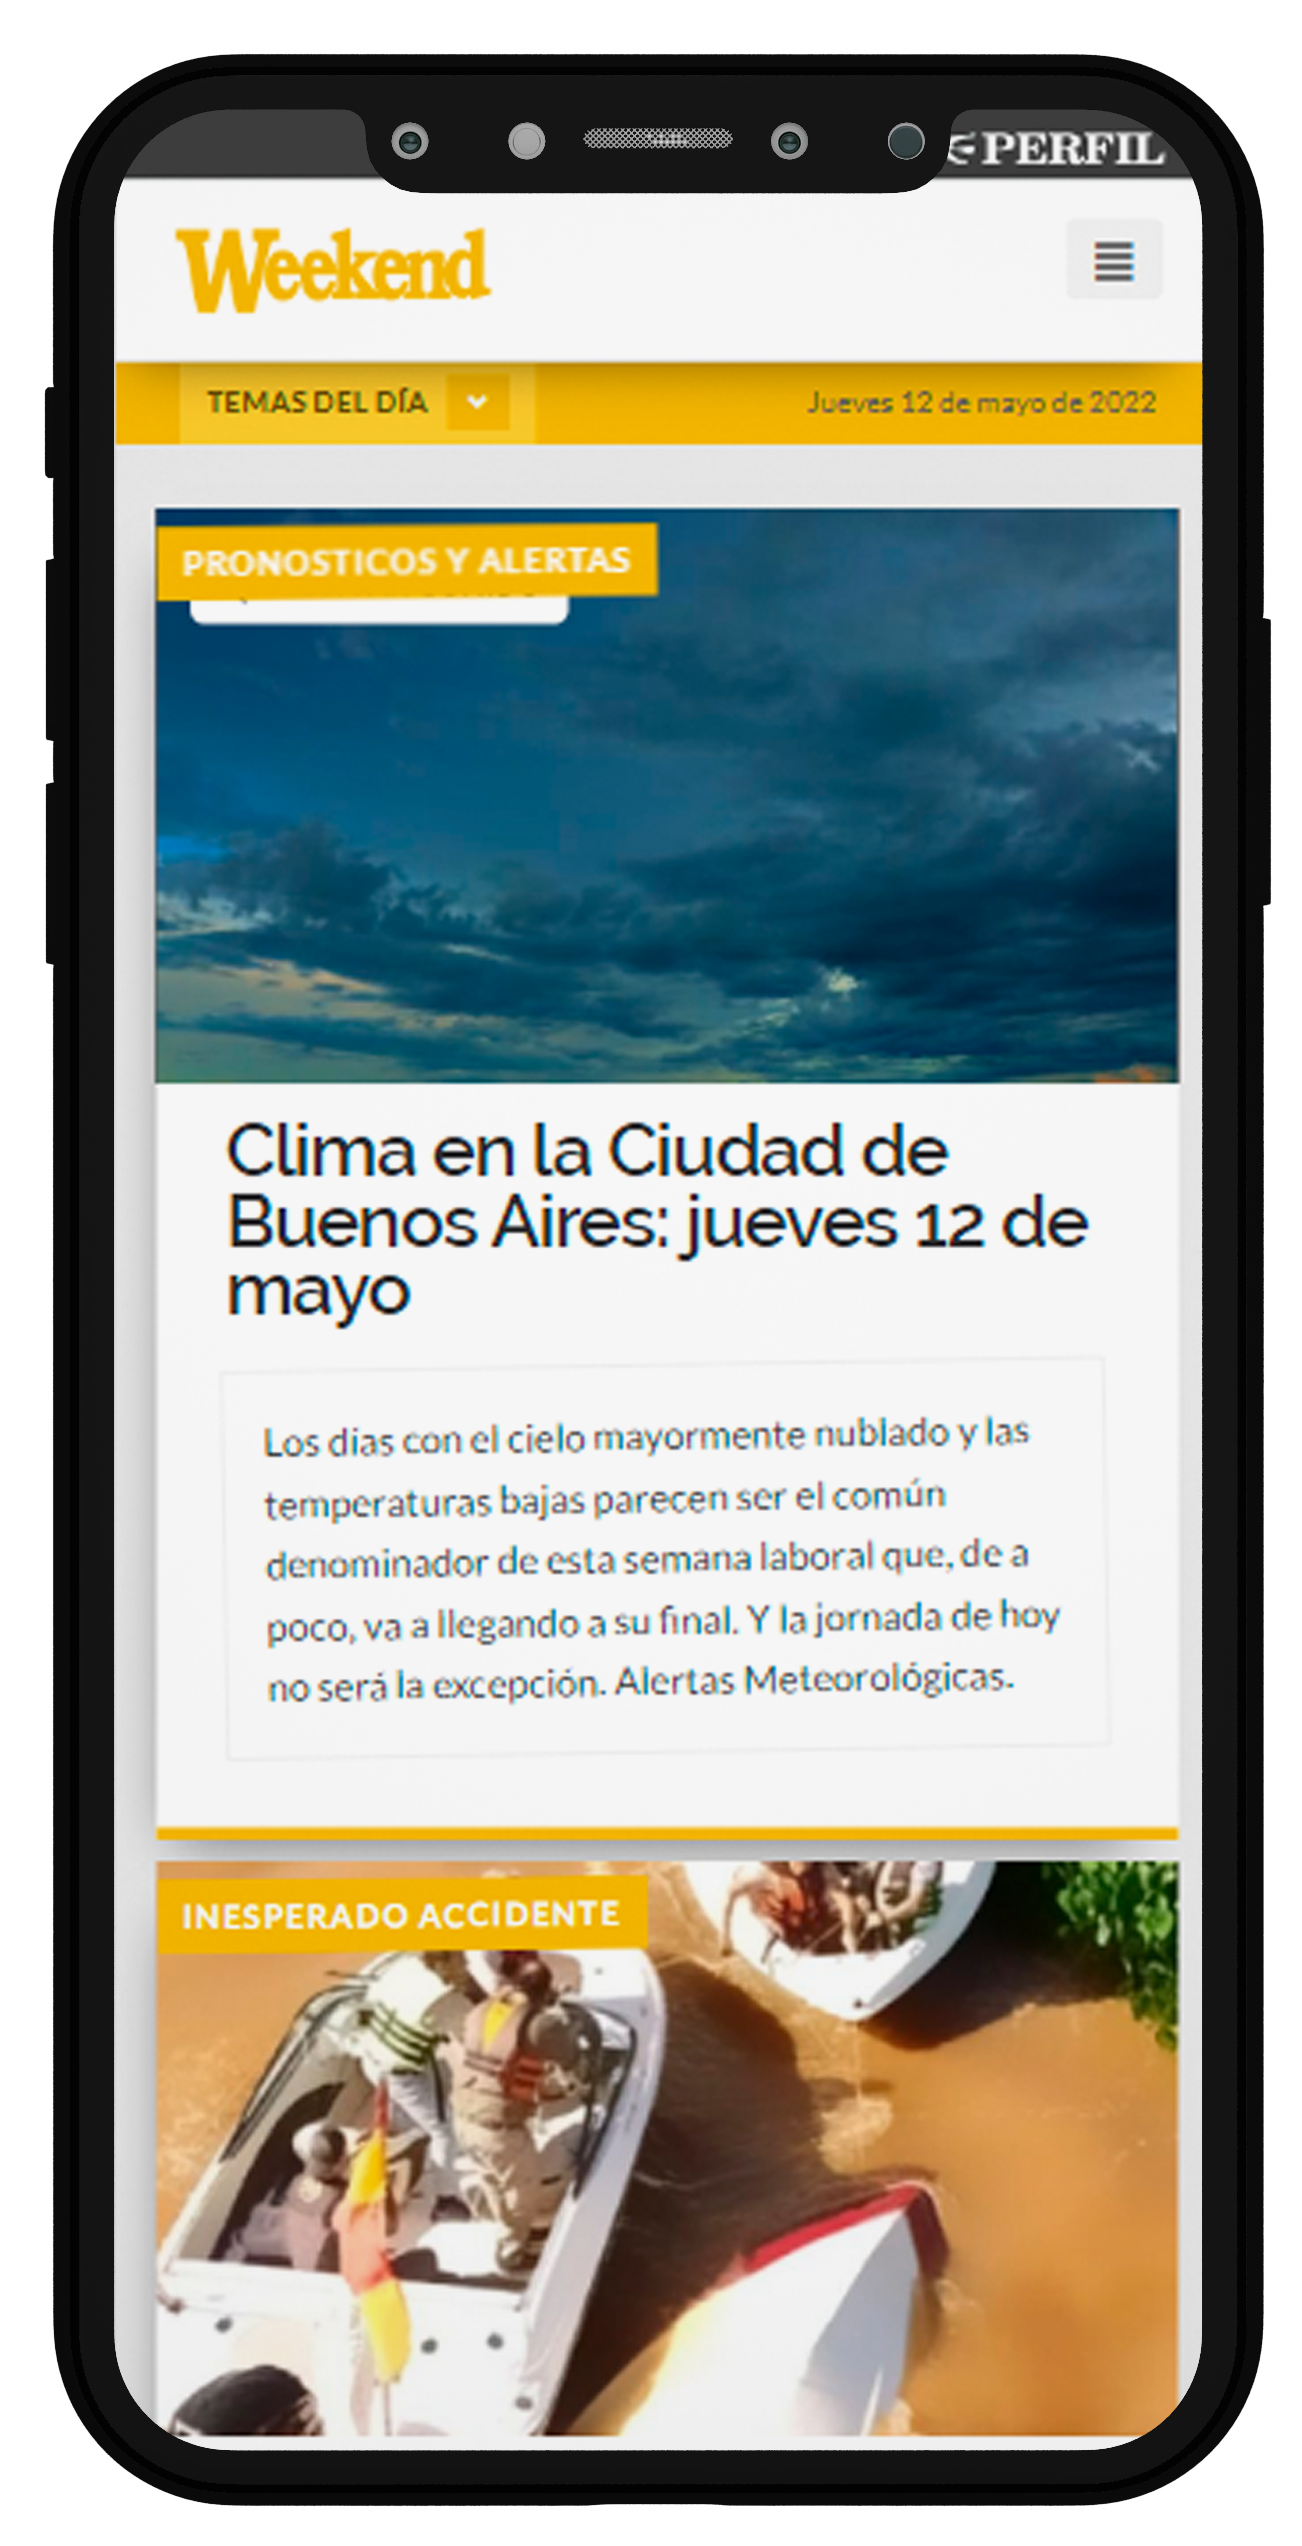 PERFIL
Weekend
TEMAS DEL DÍA
Jueves 12 de mayo de 2022
PRONOSTICOS Y ALERTAS
Clima en la Ciudad de
Buenos Aires: jueves 12 de
mayo
Los días con el cielo mayormente nublado y las
temperaturas bajas parecen ser el común
denominador de esta semana laboral que, de a
poco, va a llegando a su final. Y la jornada de hoy
no será la excepción. Alertas Meteorológicas.
INESPERADO ACCIDENTE